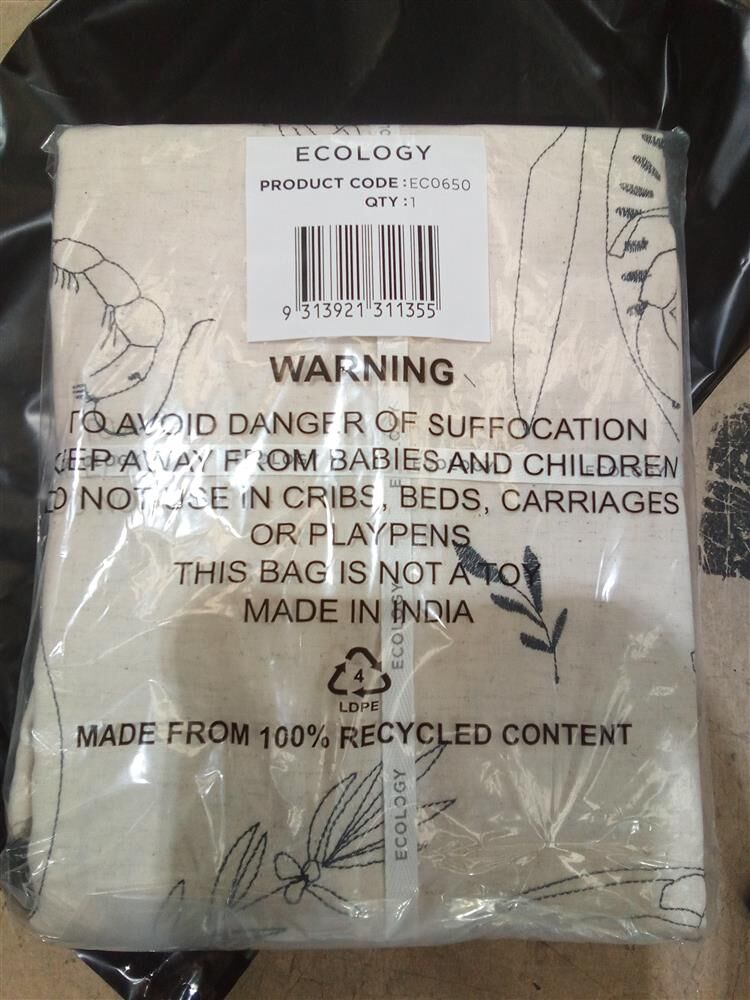 ECOLOGY
PRODUCT CODE : EC0650
QTY : 1
9 313921 311355
WARNING
TO AVOID DANGER OF SUFFOCATION
KEEP AWAY FROM BABIES AND CHILDREN
DO NOT USE IN CRIBS, BEDS, CARRIAGES
OR PLAYPENS
THIS BAG IS NOT A TOY
MADE IN INDIA
ECOLOGY
4
LDPE
MADE FROM 100% RECYCLED CONTENT
ECOLOGY